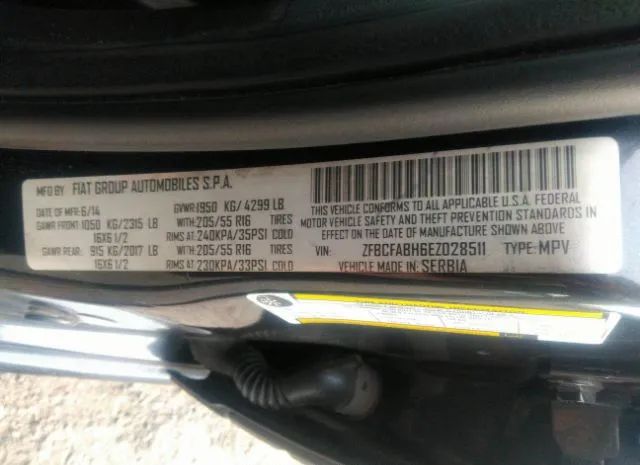 MFD BY FIAT GROUP AUTOMOBILES S.P.A.
DATE OF MFG: 6/14 GVWR: 1950 KG/ 4299 LB
GAWR FRONT: 1050 KG/2315 LB WITH: 205/55 R16 TIRES
16X6 1/2 RIMS AT: 240KPA/35PSI COLD
GAWR REAR: 915 KG/2017 LB WITH: 205/55 R16 TIRES
16X6 1/2 RIMS AT: 230KPA/33PSI COLD
THIS VEHICLE CONFORMS TO ALL APPLICABLE U.S.A. FEDERAL
MOTOR VEHICLE SAFETY AND THEFT PREVENTION STANDARDS IN
EFFECT ON THE DATE OF MANUFACTURE SHOWN ABOVE
VIN: ZFBCFABH6EZ028511 TYPE: MPV
VEHICLE MADE IN: SERBIA